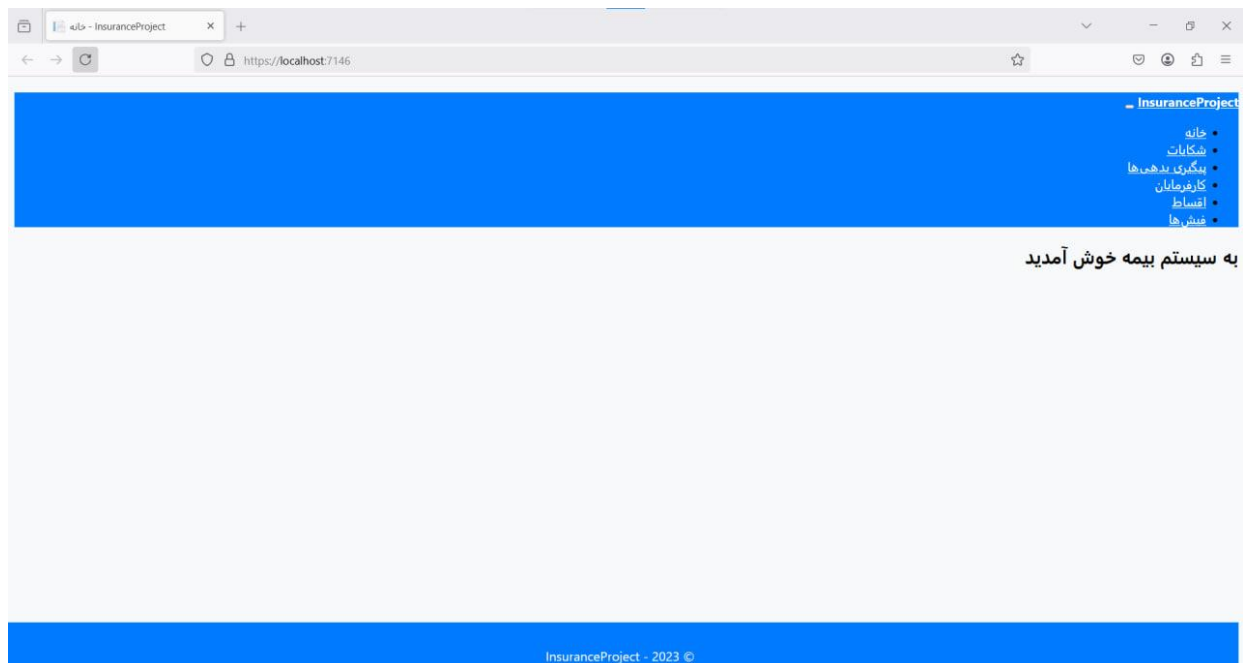 InsuranceProject - خانه
https://localhost:7146
InsuranceProject
خانه
شکایات
پیگیری بدهی‌ها
کارفرمایان
اقساط
فیش‌ها
به سیستم بیمه خوش آمدید
InsuranceProject - 2023 ©